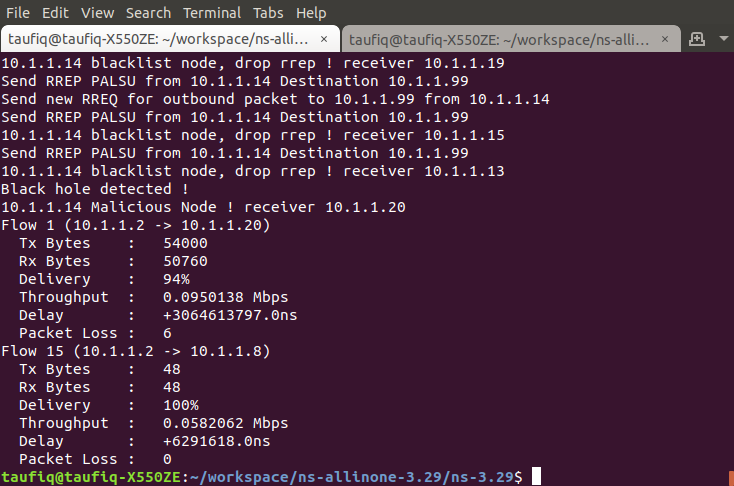 File Edit View Search Terminal Tabs Help
taufiq@taufiq-X550ZE: ~/workspace/ns-alli... × taufiq@taufiq-X550ZE: ~/workspace/ns-alli... ×
10.1.1.14 blacklist node, drop rrep ! receiver 10.1.1.19
Send RREP PALSU from 10.1.1.14 Destination 10.1.1.99
Send new RREQ for outbound packet to 10.1.1.99 from 10.1.1.14
Send RREP PALSU from 10.1.1.14 Destination 10.1.1.99
10.1.1.14 blacklist node, drop rrep ! receiver 10.1.1.15
Send RREP PALSU from 10.1.1.14 Destination 10.1.1.99
10.1.1.14 blacklist node, drop rrep ! receiver 10.1.1.13
Black hole detected !
10.1.1.14 Malicious Node ! receiver 10.1.1.20
Flow 1 (10.1.1.2 -> 10.1.1.20)
  Tx Bytes    :   54000
  Rx Bytes    :   50760
  Delivery    :   94%
  Throughput  :   0.0950138 Mbps
  Delay       :   +3064613797.0ns
  Packet Loss :   6
Flow 15 (10.1.1.2 -> 10.1.1.8)
  Tx Bytes    :   48
  Rx Bytes    :   48
  Delivery    :   100%
  Throughput  :   0.0582062 Mbps
  Delay       :   +6291618.0ns
  Packet Loss :   0
taufiq@taufiq-X550ZE:~/workspace/ns-allinone-3.29/ns-3.29$